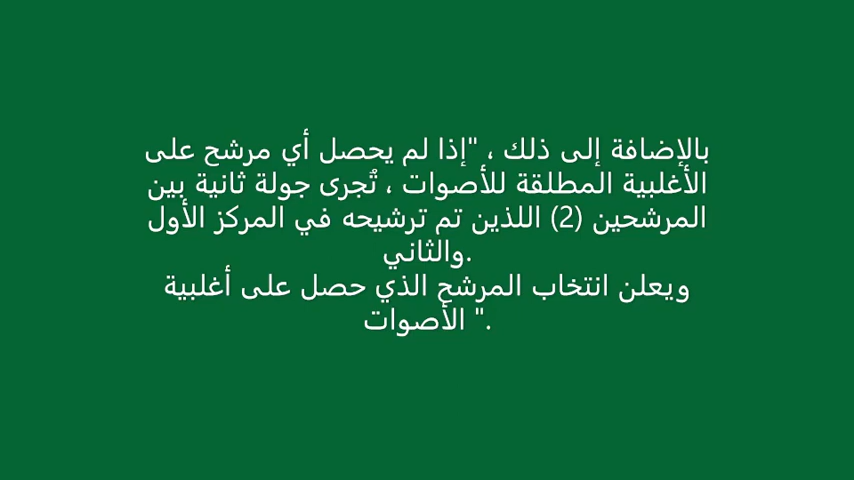 بالإضافة إلى ذلك ، "إذا لم يحصل أي مرشح على
الأغلبية المطلقة للأصوات ، تُجرى جولة ثانية بين
المرشحين (2) اللذين تم ترشيحه في المركز الأول
والثاني.
ويعلن انتخاب المرشح الذي حصل على أغلبية
الأصوات ".